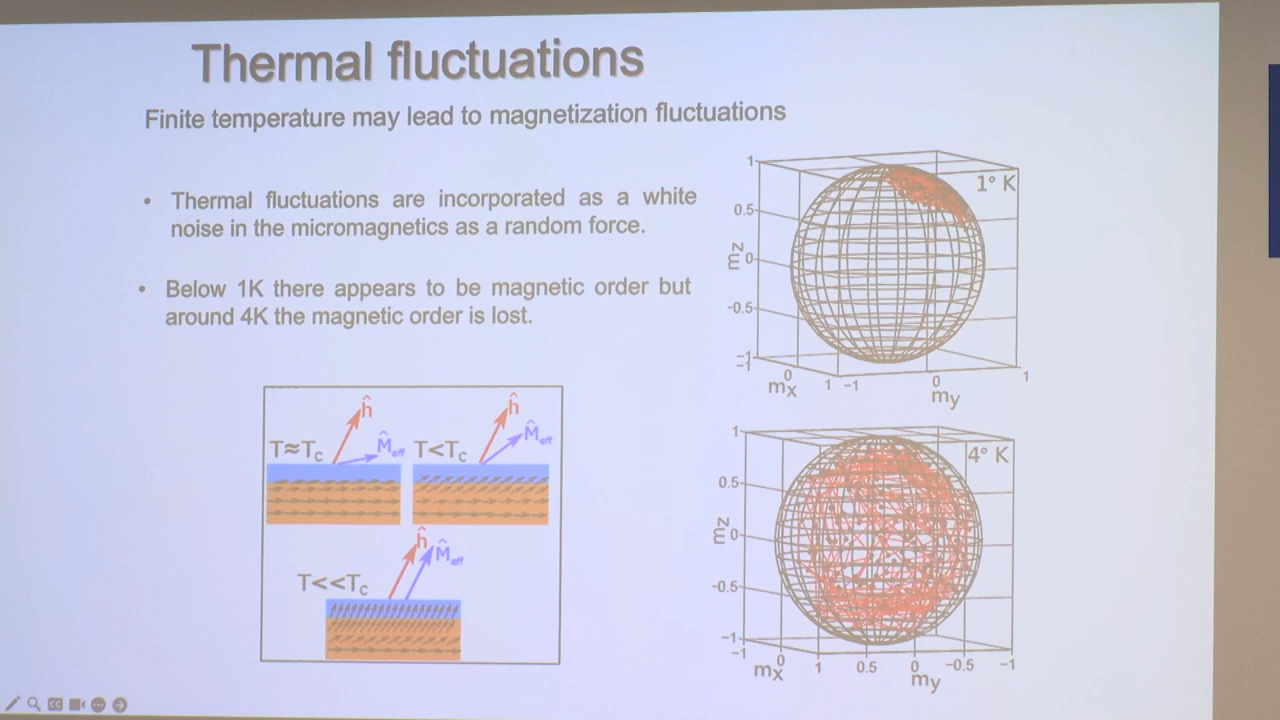 Thermal fluctuations
Finite temperature may lead to magnetization fluctuations
• Thermal fluctuations are incorporated as a white
noise in the micromagnetics as a random force.
• Below 1K there appears to be magnetic order but
around 4K the magnetic order is lost.
ĥ
M̂eff
T≈Tc
ĥ
M̂eff
T<Tc
ĥ
M̂eff
T<<Tc
1° K
1
0.5
0
-0.5
-1
mz
-1
0
1
mx
-1
0
1
my
4° K
1
0.5
0
-0.5
-1
mz
-1
0
1
mx
0.5
0
-0.5
-1
my
CC